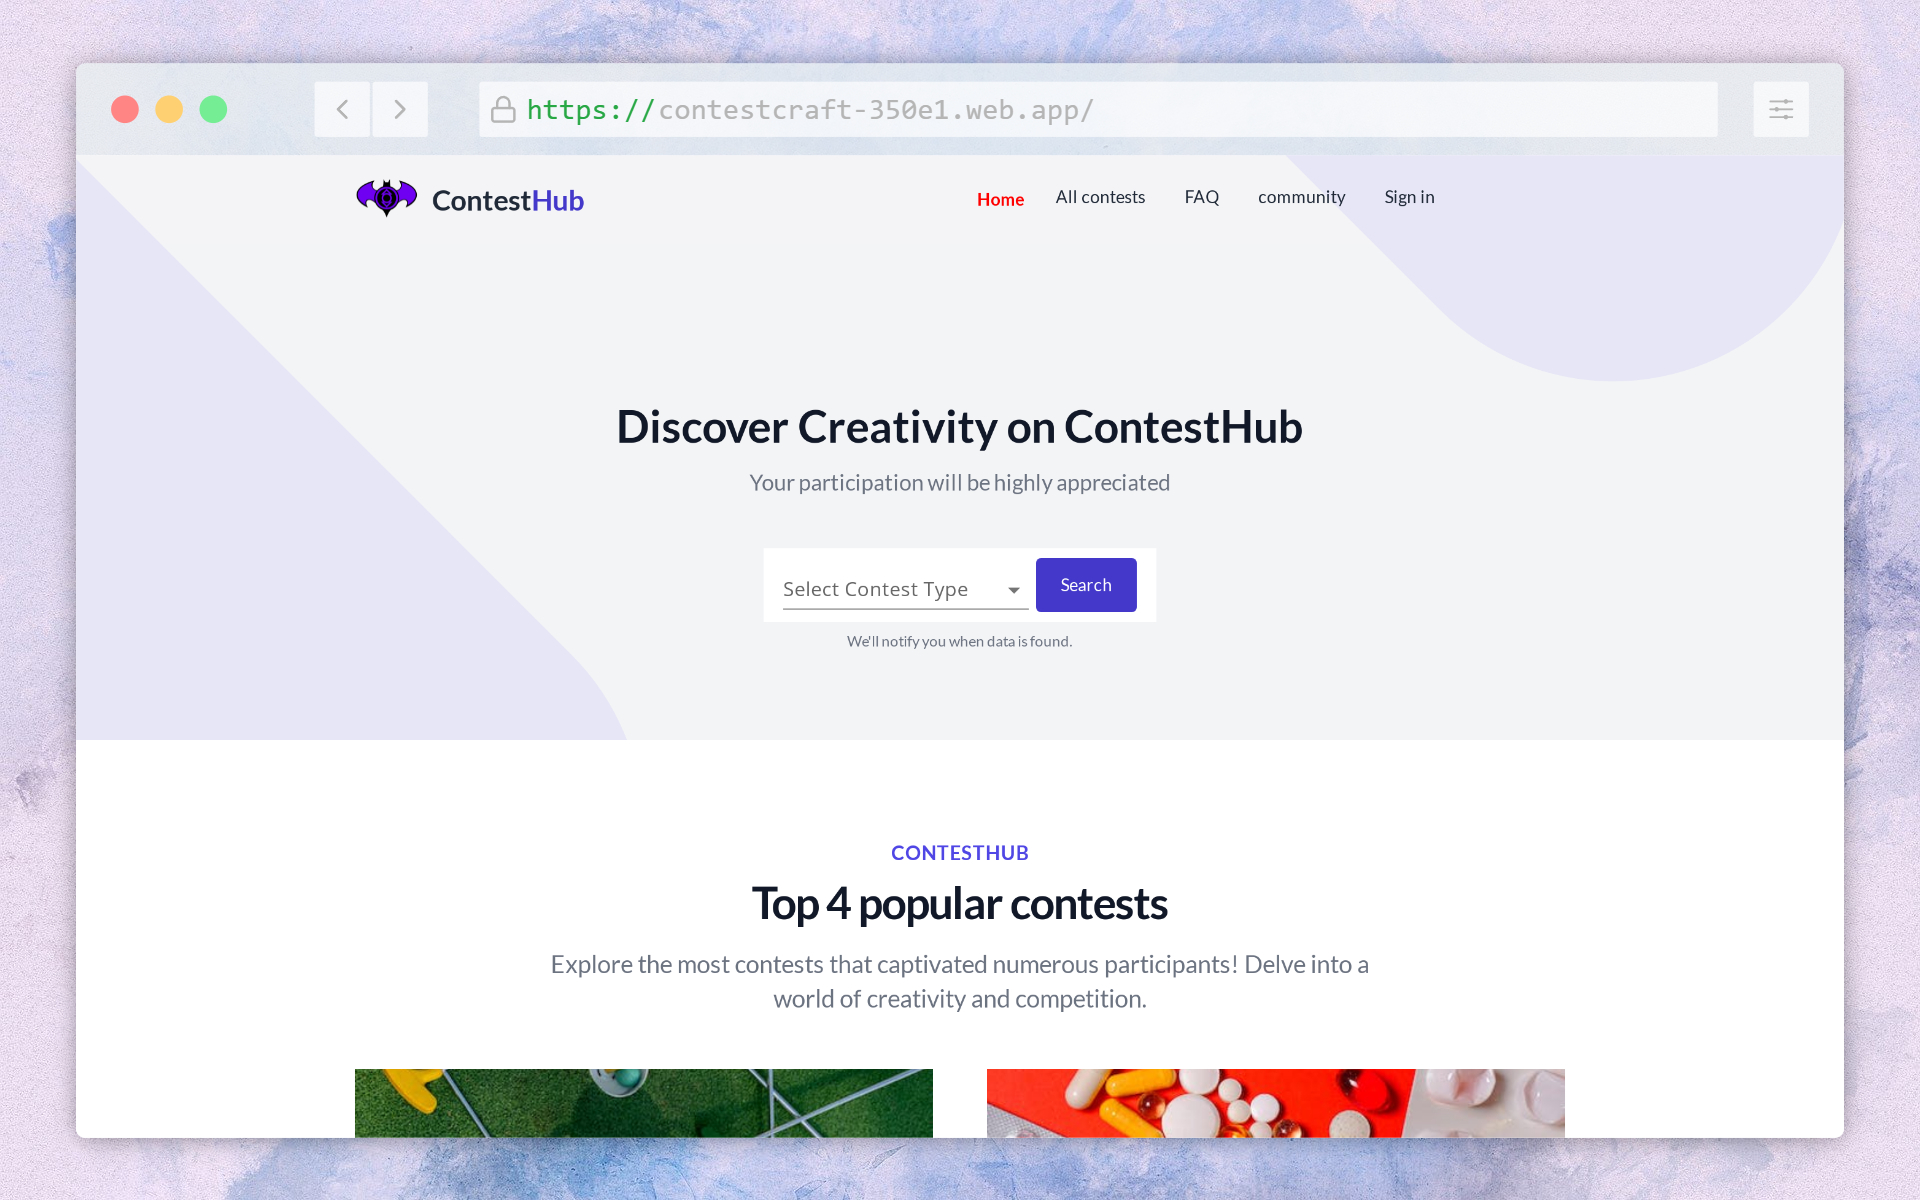 https://contestcraft-350e1.web.app/
ContestHub
Home All contests FAQ community Sign in
Discover Creativity on ContestHub
Your participation will be highly appreciated
Select Contest Type
Search
We'll notify you when data is found.
CONTESTHUB
Top 4 popular contests
Explore the most contests that captivated numerous participants! Delve into a
world of creativity and competition.